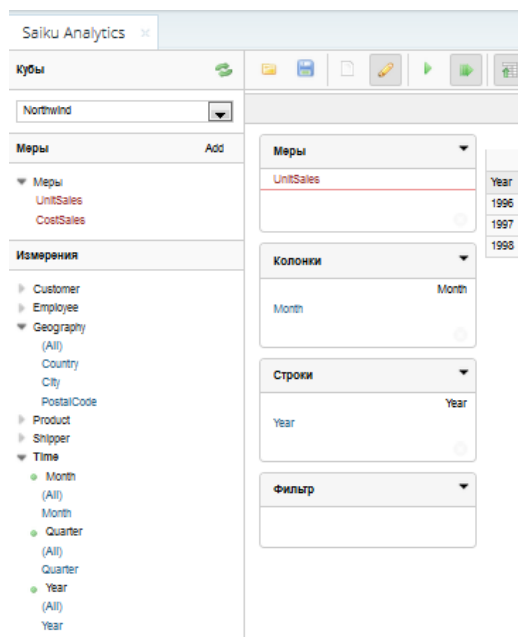 Saiku Analytics ×
Кубы
Northwind
Меры Add
Меры
UnitSales
CostSales
Измерения
Customer
Employee
Geography
(All)
Country
City
PostalCode
Product
Shipper
Time
Month
(All)
Month
Quarter
(All)
Quarter
Year
(All)
Year
Меры
UnitSales
Колонки
Month
Month
Строки
Year
Year
Фильтр
Year
1996
1997
1998